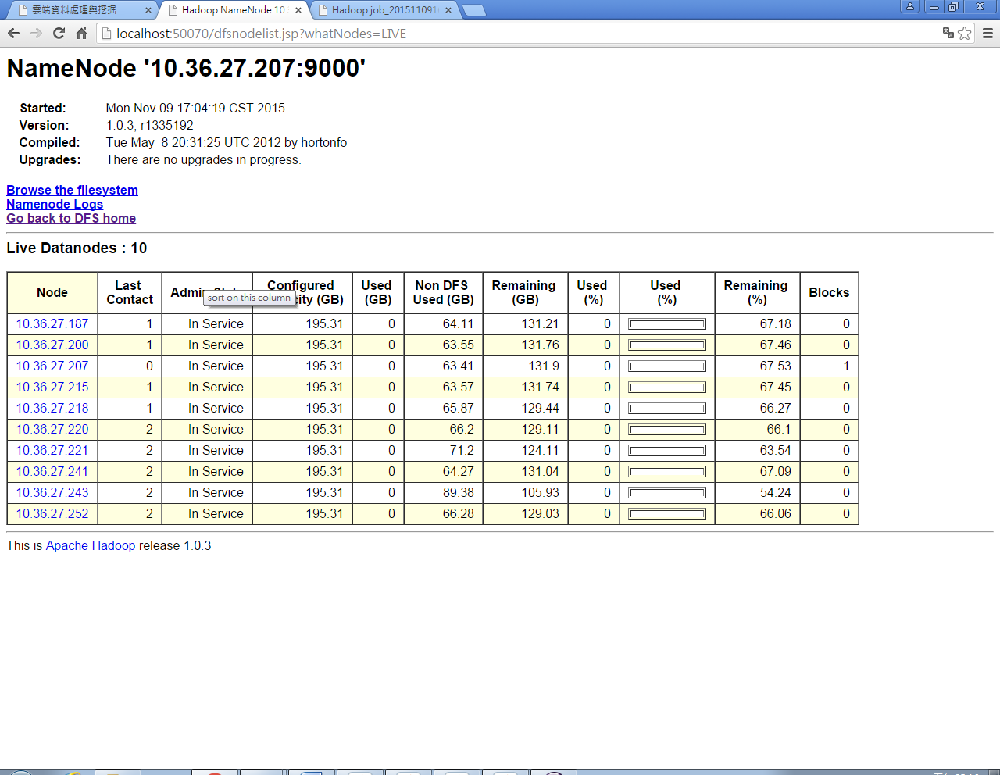 雲端資料處理與挖掘
Hadoop NameNode 10.
Hadoop job_2015110910
localhost:50070/dfsnodelist.jsp?whatNodes=LIVE
NameNode '10.36.27.207:9000'
Started: Mon Nov 09 17:04:19 CST 2015
Version: 1.0.3, r1335192
Compiled: Tue May 8 20:31:25 UTC 2012 by hortonfo
Upgrades: There are no upgrades in progress.
Browse the filesystem
Namenode Logs
Go back to DFS home
Live Datanodes : 10
Node Last Contact Admin Configured (GB) Used (GB) Non DFS Used (GB) Remaining (GB) Used (%) Used (%) Remaining (%) Blocks
sort on this column
10.36.27.187 1 In Service 195.31 0 64.11 131.21 0 67.18 0
10.36.27.200 1 In Service 195.31 0 63.55 131.76 0 67.46 0
10.36.27.207 0 In Service 195.31 0 63.41 131.9 0 67.53 1
10.36.27.215 1 In Service 195.31 0 63.57 131.74 0 67.45 0
10.36.27.218 1 In Service 195.31 0 65.87 129.44 0 66.27 0
10.36.27.220 2 In Service 195.31 0 66.2 129.11 0 66.1 0
10.36.27.221 2 In Service 195.31 0 71.2 124.11 0 63.54 0
10.36.27.241 2 In Service 195.31 0 64.27 131.04 0 67.09 0
10.36.27.243 2 In Service 195.31 0 89.38 105.93 0 54.24 0
10.36.27.252 2 In Service 195.31 0 66.28 129.03 0 66.06 0
This is Apache Hadoop release 1.0.3